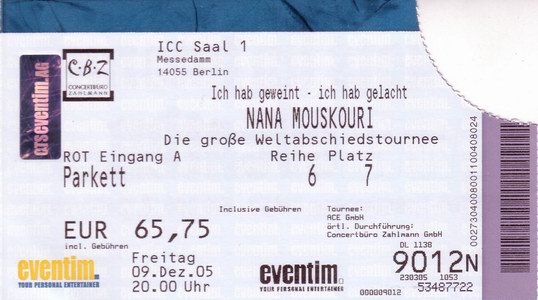 ICC Saal 1
Messedamm
14055 Berlin
CTS eventim.AG
C·B·Z
CONCERTBÜRO
ZAHLMANN
Ich hab geweint - ich hab gelacht
NANA MOUSKOURI
Die große Weltabschiedstournee
ROT Eingang A
Reihe Platz
Parkett
6 7
Inclusive Gebühren
EUR 65,75
incl. Gebühren
Tournee:
ACE GmbH
örtl. Durchführung:
Concertbüro Zahlmann GmbH
DL 1138
Freitag
09.Dez.05
20.00 Uhr
eventim.
YOUR PERSONAL ENTERTAINER
eventim.
YOUR PERSONAL ENTERTAINER
9012N
230305 1053
000009012
53487722
0027304008001100408024